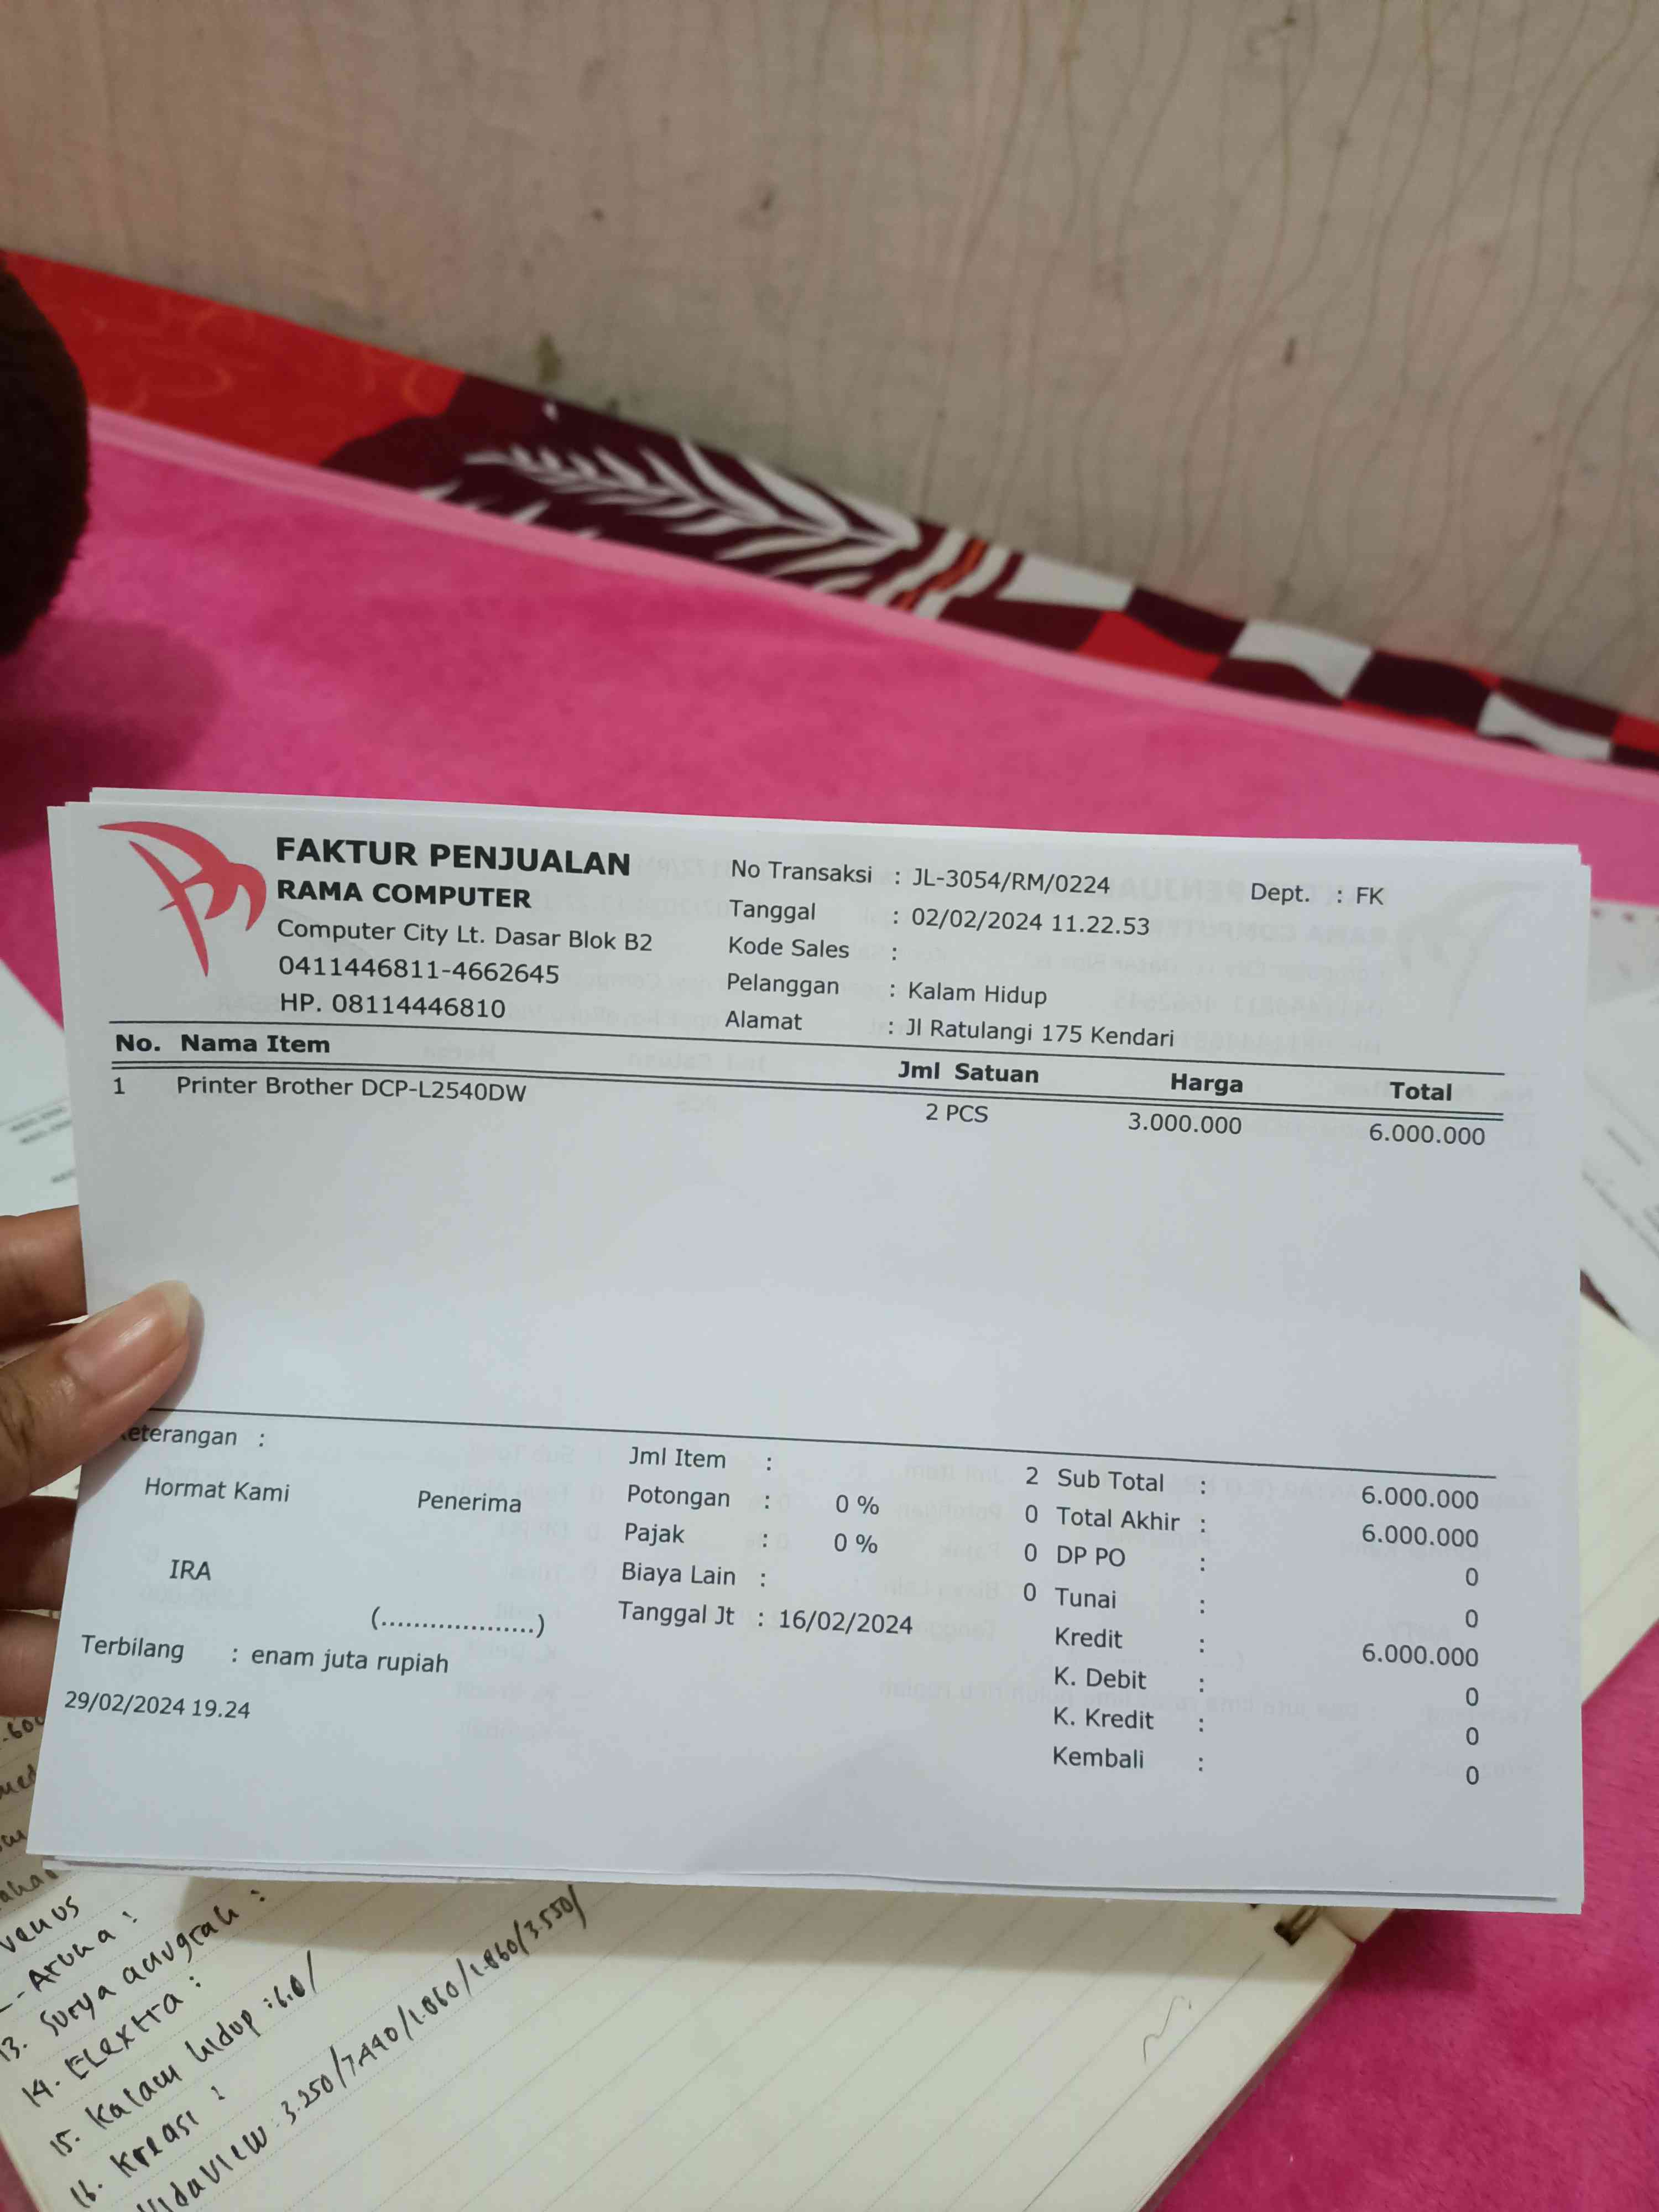 FAKTUR PENJUALAN
RAMA COMPUTER
Computer City Lt. Dasar Blok B2
0411446811-4662645
HP. 08114446810
No Transaksi : JL-3054/RM/0224
Dept. : FK
Tanggal : 02/02/2024 11.22.53
Kode Sales :
Pelanggan : Kalam Hidup
Alamat : Jl Ratulangi 175 Kendari
No. Nama Item Jml Satuan Harga Total
1 Printer Brother DCP-L2540DW 2 PCS 3.000.000 6.000.000
eterangan :
Hormat Kami
Penerima
IRA
(...................)
Terbilang : enam juta rupiah
29/02/2024 19.24
Jml Item : 2
Potongan : 0 % 0
Pajak : 0 % 0
Biaya Lain : 0
Tanggal Jt : 16/02/2024
Sub Total : 6.000.000
Total Akhir : 6.000.000
DP PO : 0
Tunai : 0
Kredit : 6.000.000
K. Debit : 0
K. Kredit : 0
Kembali : 0
venus
Aruna :
13. Surya anugrah :
14. Elextra :
15. Kalam hidup : 6.0/
16. Kreasi :
3.250/7.440/1.060/1.860/3.550/